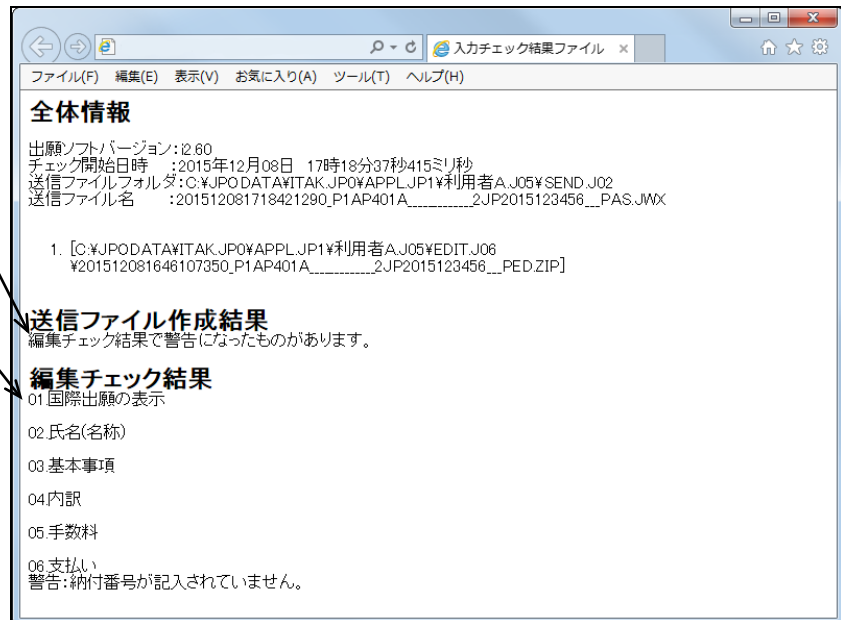 入力チェック結果ファイル
ファイル(F) 編集(E) 表示(V) お気に入り(A) ツール(T) ヘルプ(H)
全体情報
出願ソフトバージョン:i2.60
チェック開始日時 :2015年12月08日 17時18分37秒415ミリ秒
送信ファイルフォルダ:C:¥JPODATA¥ITAK.JP0¥APPL.JP1¥利用者A.J05¥SEND.J02
送信ファイル名 :201512081718421290_P1AP401A____________2JP2015123456___PAS.JWX
1. [C:¥JPODATA¥ITAK.JP0¥APPL.JP1¥利用者A.J05¥EDIT.J06
¥201512081646107350_P1AP401A____________2JP2015123456___PED.ZIP]
送信ファイル作成結果
編集チェック結果で警告になったものがあります。
編集チェック結果
01.国際出願の表示
02.氏名(名称)
03.基本事項
04.内訳
05.手数料
06.支払い
警告:納付番号が記入されていません。